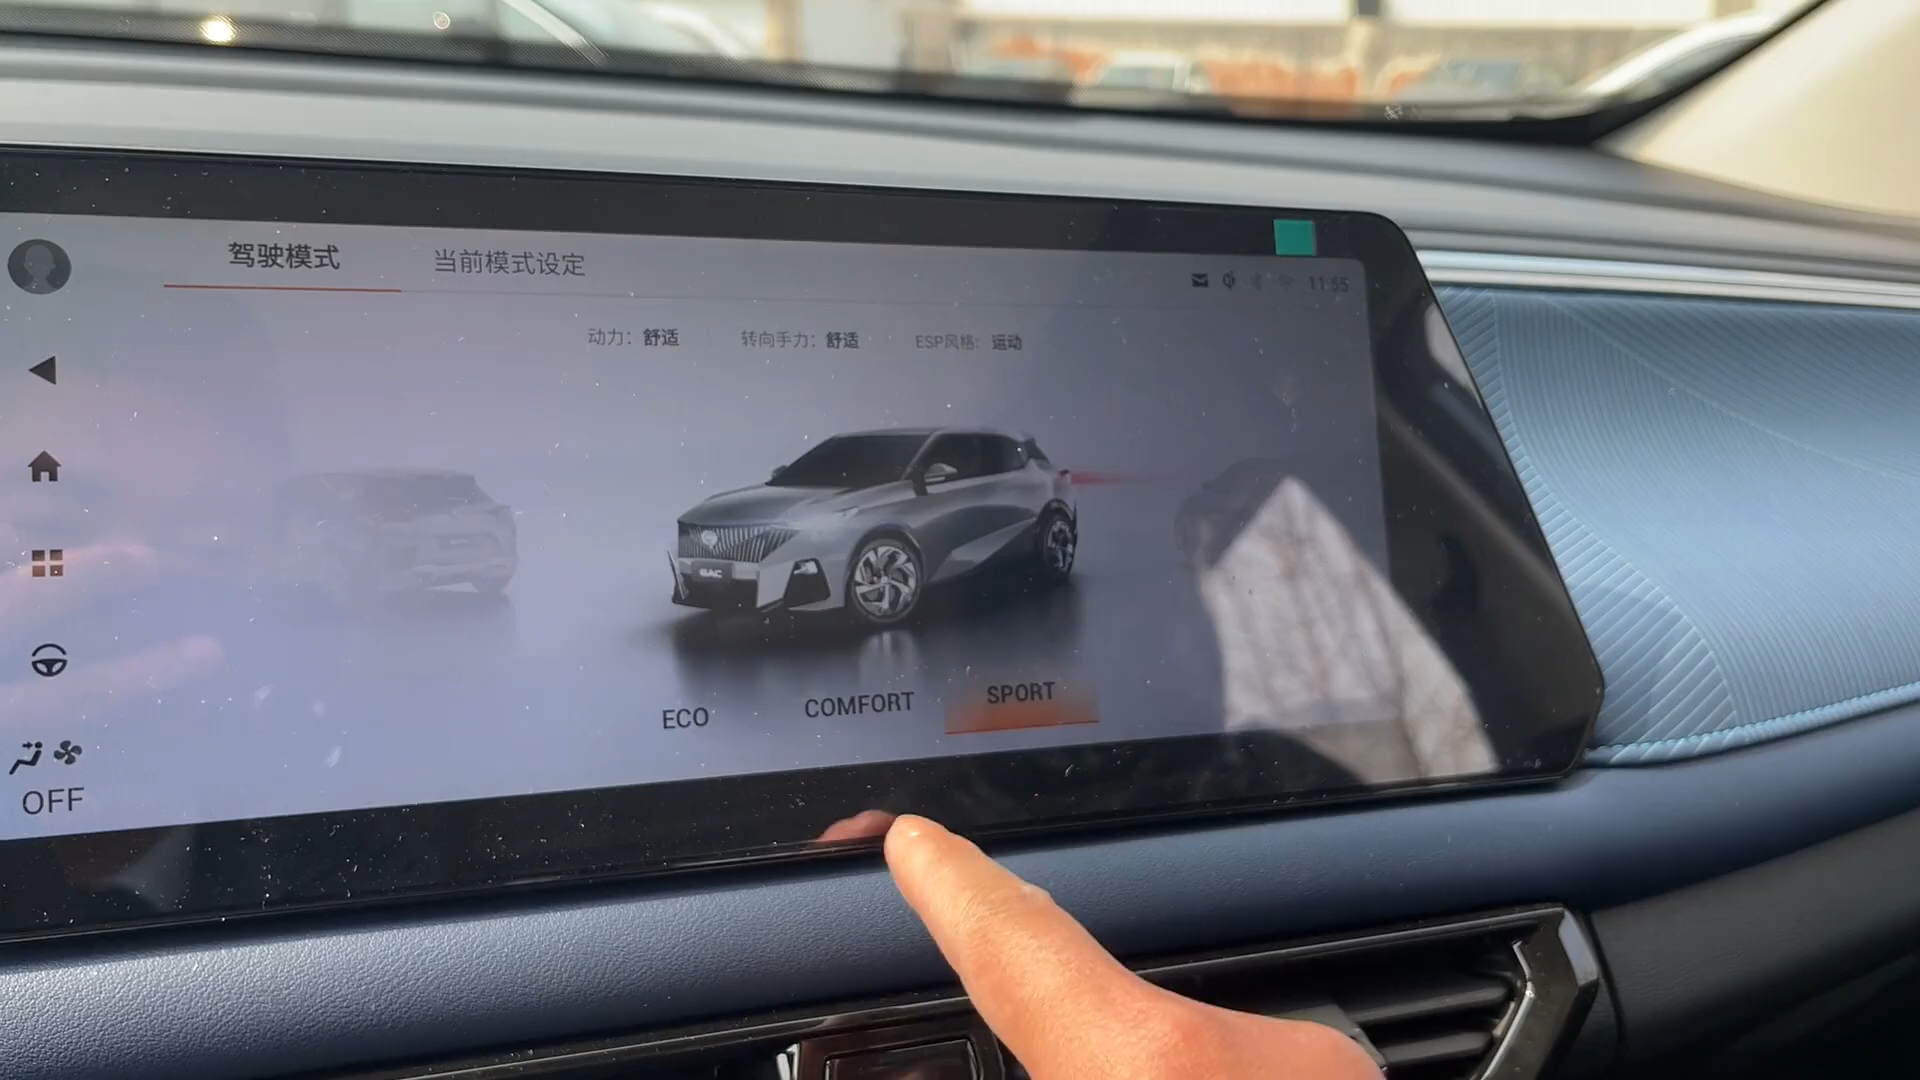 驾驶模式 当前模式设定
11:55
动力: 舒适 转向手力: 舒适 ESP风格: 运动
GAC
ECO COMFORT SPORT
OFF